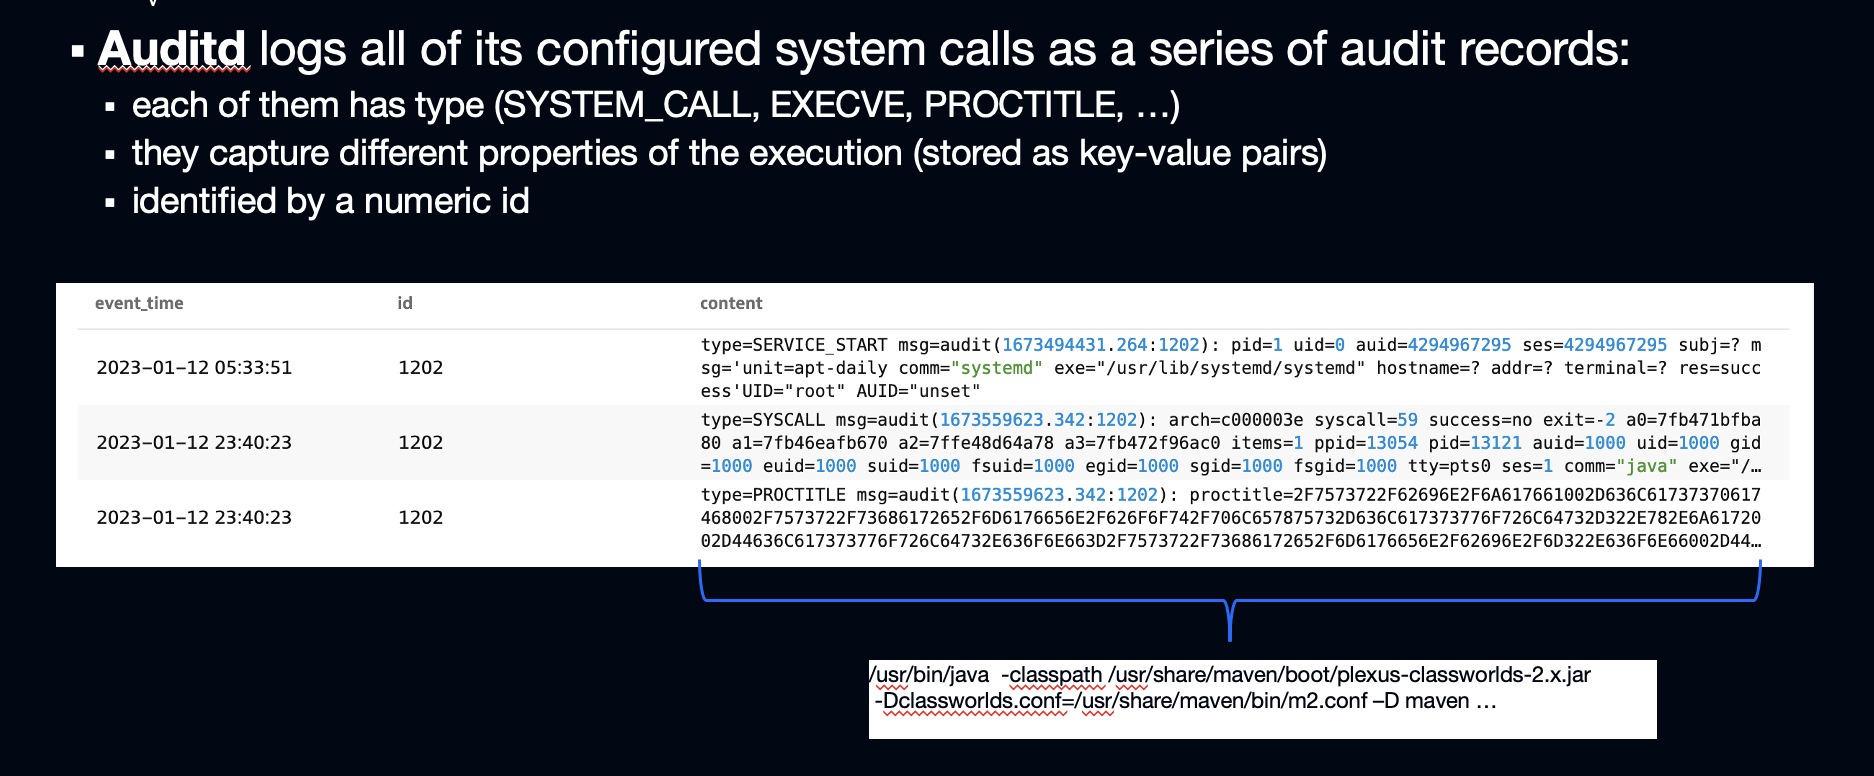 ▪ Auditd logs all of its configured system calls as a series of audit records:
▪ each of them has type (SYSTEM_CALL, EXECVE, PROCTITLE, …)
▪ they capture different properties of the execution (stored as key-value pairs)
▪ identified by a numeric id
event_time id content
2023-01-12 05:33:51 1202 type=SERVICE_START msg=audit(1673494431.264:1202): pid=1 uid=0 auid=4294967295 ses=4294967295 subj=? m
sg='unit=apt-daily comm="systemd" exe="/usr/lib/systemd/systemd" hostname=? addr=? terminal=? res=succ
ess'UID="root" AUID="unset"
2023-01-12 23:40:23 1202 type=SYSCALL msg=audit(1673559623.342:1202): arch=c000003e syscall=59 success=no exit=-2 a0=7fb471bfba
80 a1=7fb46eafb670 a2=7ffe48d64a78 a3=7fb472f96ac0 items=1 ppid=13054 pid=13121 auid=1000 uid=1000 gid
=1000 euid=1000 suid=1000 fsuid=1000 egid=1000 sgid=1000 fsgid=1000 tty=pts0 ses=1 comm="java" exe="/…
2023-01-12 23:40:23 1202 type=PROCTITLE msg=audit(1673559623.342:1202): proctitle=2F7573722F62696E2F6A617661002D636C61737370617
468002F7573722F73686172652F6D6176656E2F626F6F742F706C657875732D636C617373776F726C64732D322E782E6A61720
02D44636C617373776F726C64732E636F6E663D2F7573722F73686172652F6D6176656E2F62696E2F6D322E636F6E66002D44…
/usr/bin/java -classpath /usr/share/maven/boot/plexus-classworlds-2.x.jar
-Dclassworlds.conf=/usr/share/maven/bin/m2.conf –D maven …